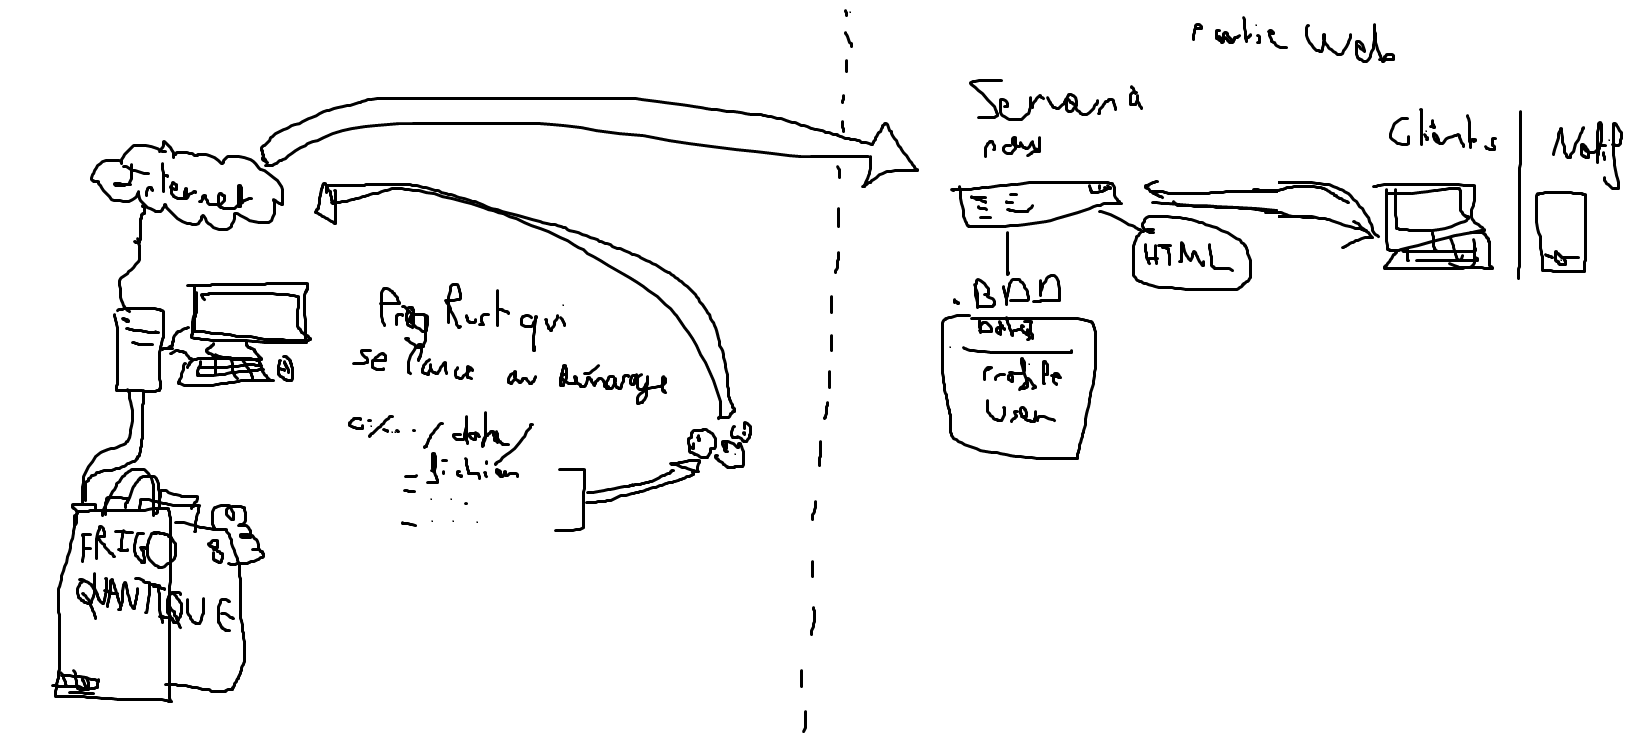 partie Web
Internet
Serveur à
nous
Clients
Notif
HTML
BDD
Data
Profile
User
Prog Rust qui
se lance au démarrage
c:/.../data/
- fichier
- ....
- ....
FRIGO
QUANTIQUE